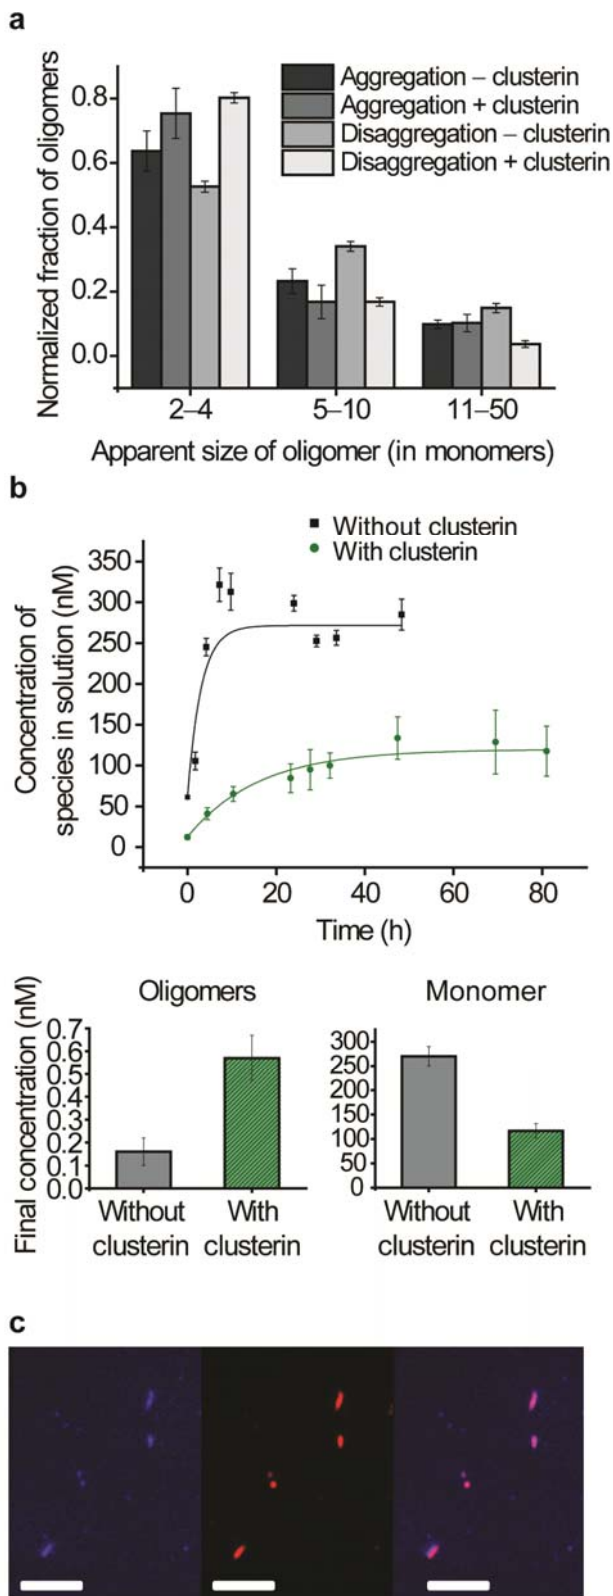 a
Normalized fraction of oligomers
0.8
0.6
0.4
0.2
0.0
Aggregation – clusterin
Aggregation + clusterin
Disaggregation – clusterin
Disaggregation + clusterin
2–4
5–10
11–50
Apparent size of oligomer (in monomers)
b
Concentration of
species in solution (nM)
350
300
250
200
150
100
50
0
Without clusterin
With clusterin
0
20
40
60
80
Time (h)
Final concentration (nM)
Oligomers
0.7
0.6
0.5
0.4
0.3
0.2
0.1
0.0
Without
clusterin
With
clusterin
Monomer
300
250
200
150
100
50
0
Without
clusterin
With
clusterin
c